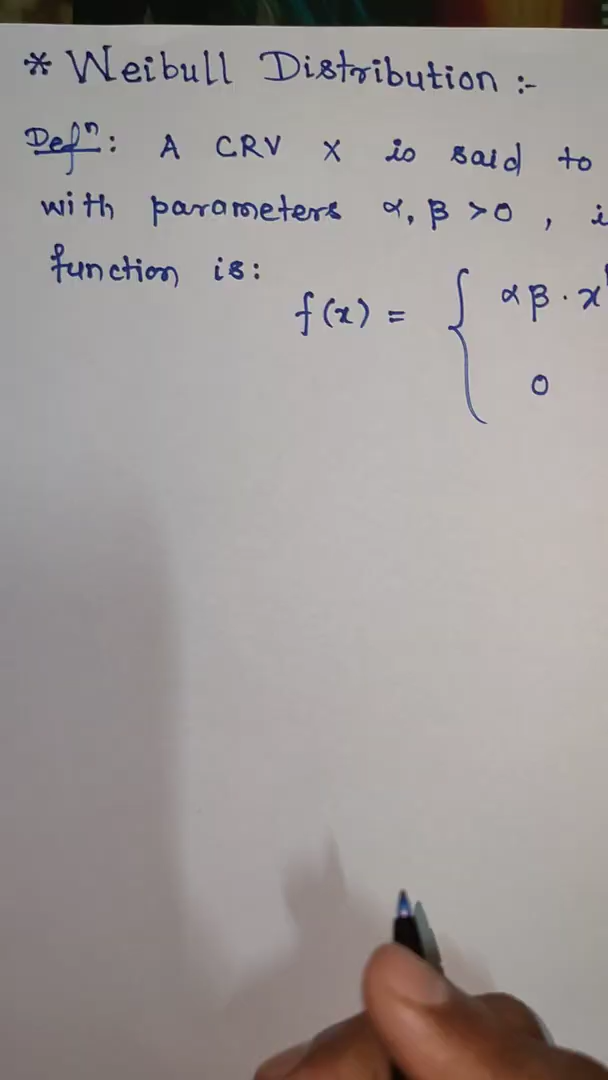 * Weibull Distribution :-
Defⁿ: A CRV X is said to
with parameters α, β >0 ,
function is:
f(x) = { αβ · x
0